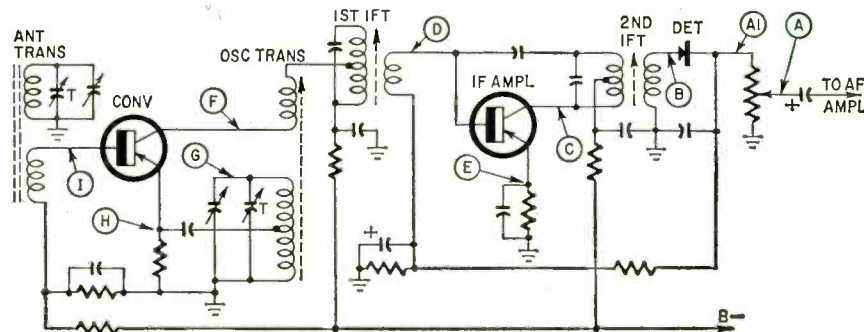 ANT
TRANS
CONV
OSC TRANS
1ST IFT
IF AMPL
2ND
IFT
DET
TO AF
AMPL
A1
A
B
C
D
E
F
G
H
I
T
T
+
+
B−